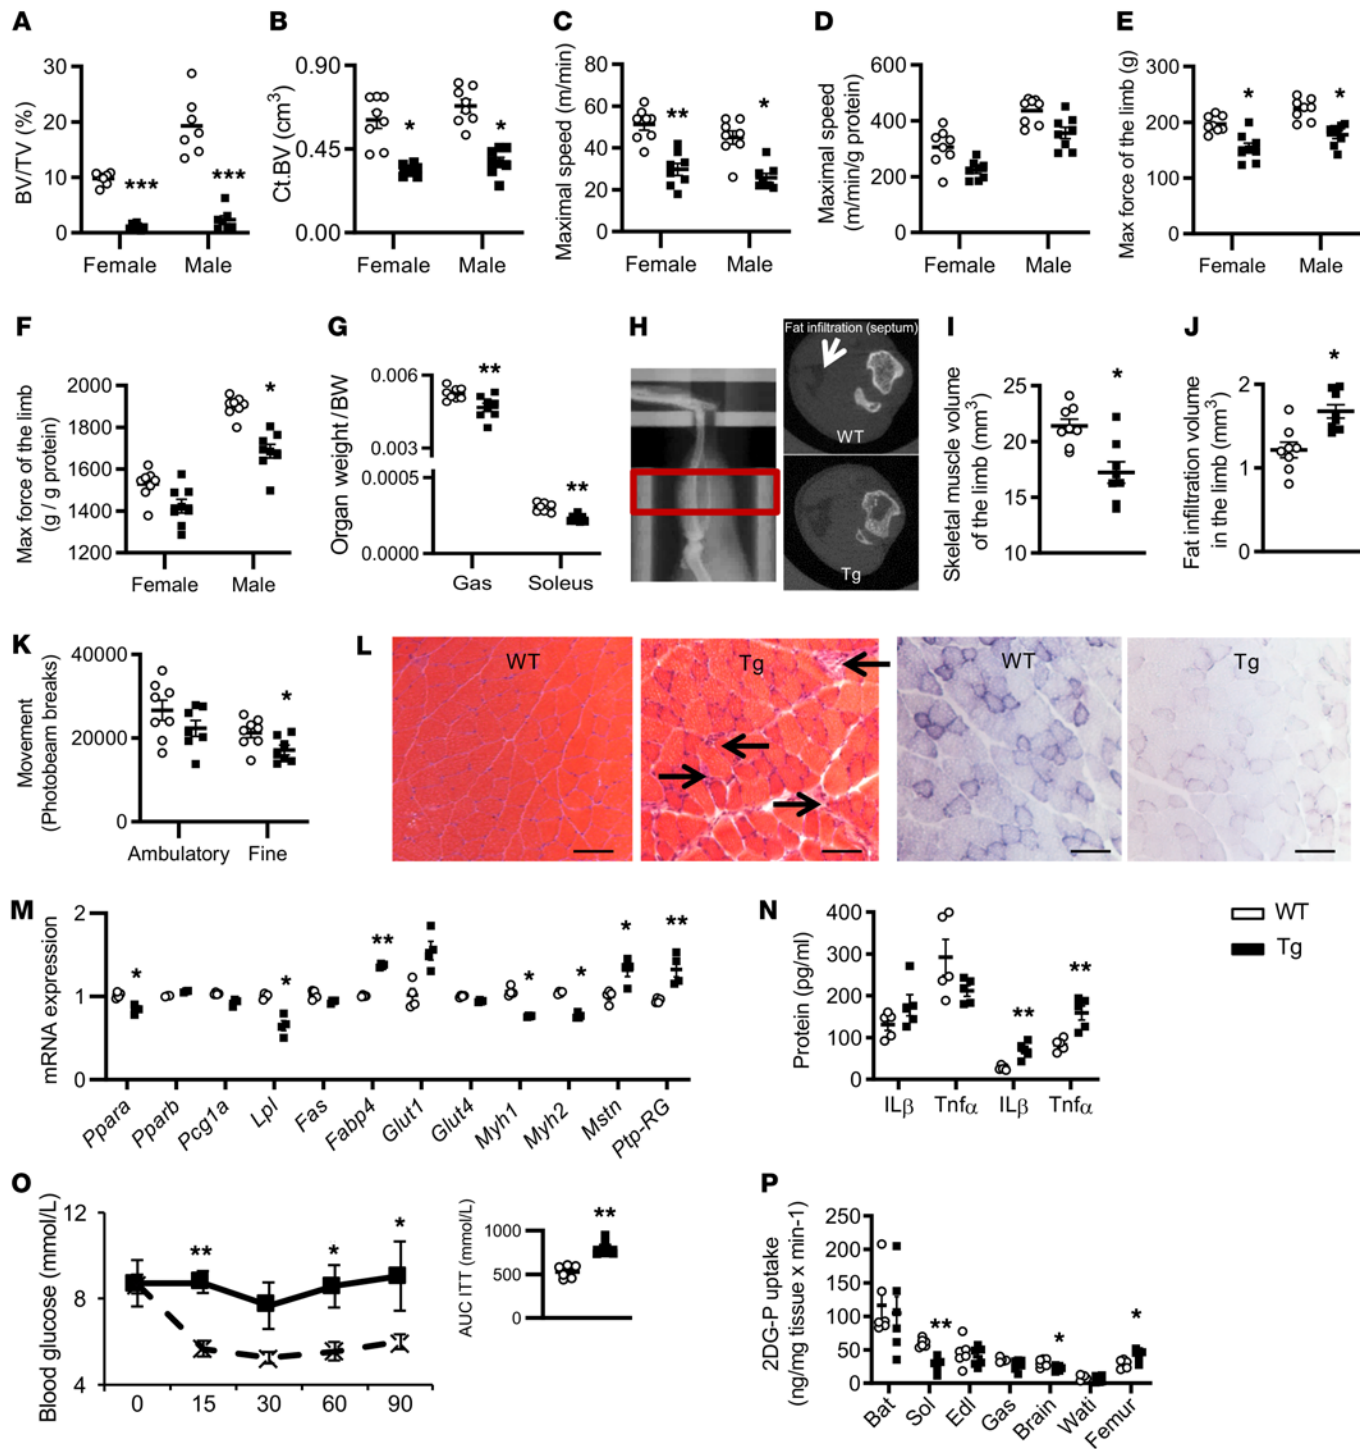 A
BV/TV (%)
30
20
10
0
***
***
Female
Male
B
Ct.BV (cm³)
0.90
0.45
0.00
*
*
Female
Male
C
Maximal speed (m/min)
80
60
40
20
0
**
*
Female
Male
D
Maximal speed
(m/min/g protein)
600
400
200
0
Female
Male
E
Max force of the limb (g)
300
200
100
0
*
*
Female
Male
F
Max force of the limb
(g / g protein)
2000
1800
1600
1400
1200
*
Female
Male
G
Organ weight /BW
0.006
0.003
0.0005
0.0000
**
**
Gas
Soleus
H
Fat infiltration (septum)
WT
Tg
I
Skeletal muscle volume
of the limb (mm³)
25
20
15
10
*
J
Fat infiltration volume
in the limb (mm³)
2
1
0
*
K
Movement
(Photobeam breaks)
40000
20000
0
*
Ambulatory
Fine
L
WT
Tg
WT
Tg
M
mRNA expression
2
1
0
*
*
**
*
*
*
**
Ppara
Pparb
Pcg1a
Lpl
Fas
Fabp4
Glut1
Glut4
Myh1
Myh2
Mstn
Ptp-RG
N
Protein (pg/ml)
400
300
200
100
0
**
**
ILβ
Tnfα
ILβ
Tnfα
WT
Tg
O
Blood glucose (mmol/L)
12
8
4
**
*
*
0
15
30
60
90
AUC ITT (mmol/L)
1000
500
0
**
P
2DG-P uptake
(ng/mg tissue x min-1)
250
200
150
100
50
0
**
*
*
Bat
Sol
Edl
Gas
Brain
Wati
Femur